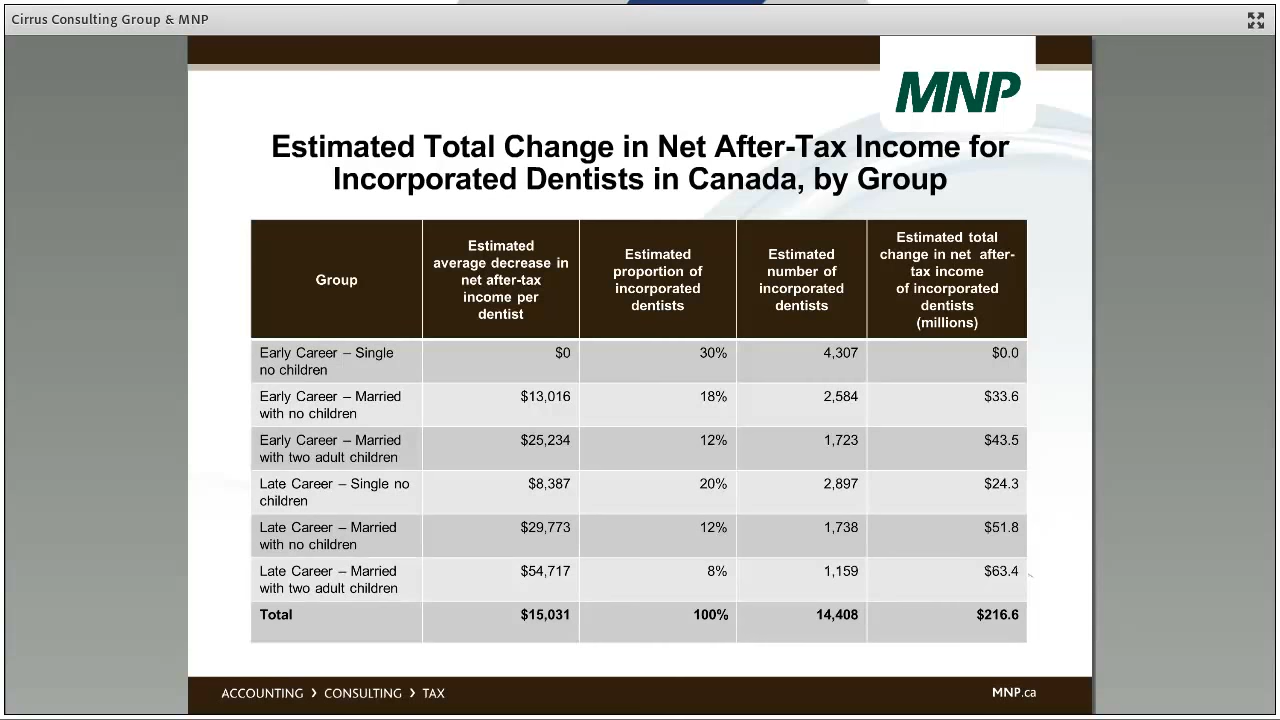 Cirrus Consulting Group & MNP
MNP
Estimated Total Change in Net After-Tax Income for
Incorporated Dentists in Canada, by Group
Group
Estimated
average decrease in
net after-tax
income per
dentist
Estimated
proportion of
incorporated
dentists
Estimated
number of
incorporated
dentists
Estimated total
change in net after-
tax income
of incorporated
dentists
(millions)
Early Career – Single
no children
$0
30%
4,307
$0.0
Early Career – Married
with no children
$13,016
18%
2,584
$33.6
Early Career – Married
with two adult children
$25,234
12%
1,723
$43.5
Late Career – Single no
children
$8,387
20%
2,897
$24.3
Late Career – Married
with no children
$29,773
12%
1,738
$51.8
Late Career – Married
with two adult children
$54,717
8%
1,159
$63.4
Total
$15,031
100%
14,408
$216.6
ACCOUNTING › CONSULTING › TAX
MNP.ca